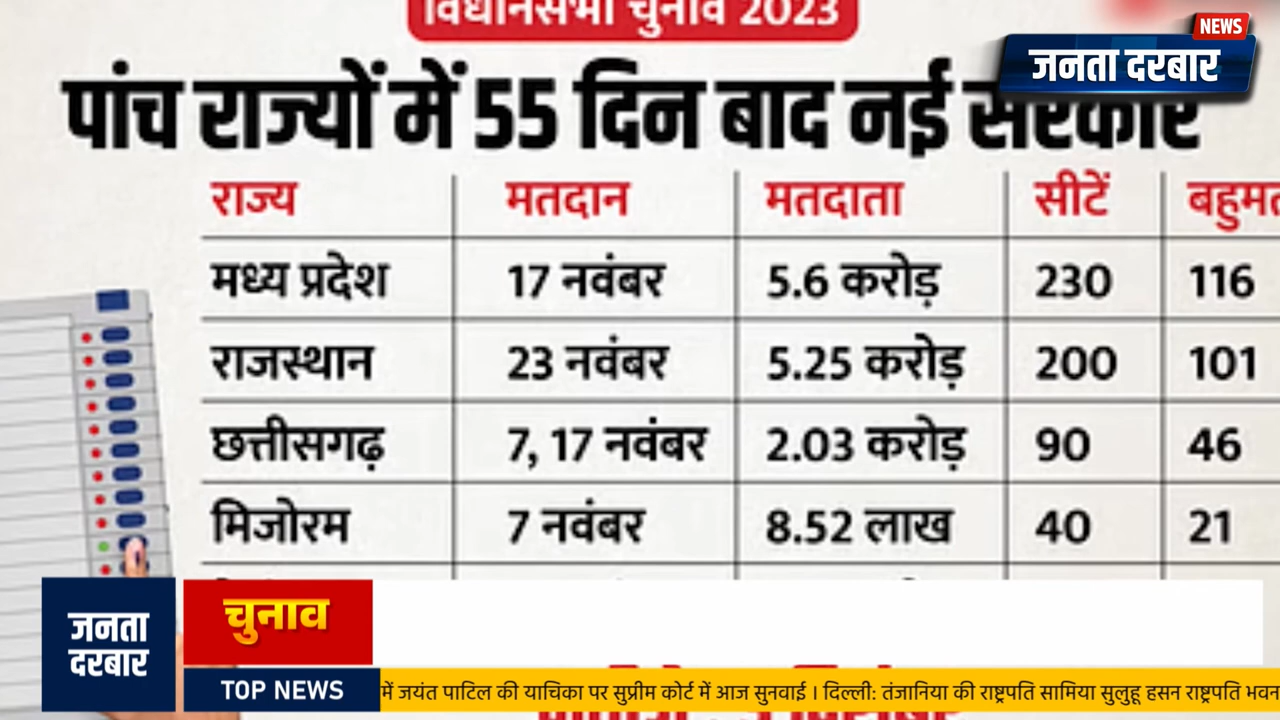 विधानसभा चुनाव 2023
NEWS
जनता दरबार
पांच राज्यों में 55 दिन बाद नई सरकार
राज्य मतदान मतदाता सीटें बहुमत
मध्य प्रदेश 17 नवंबर 5.6 करोड़ 230 116
राजस्थान 23 नवंबर 5.25 करोड़ 200 101
छत्तीसगढ़ 7, 17 नवंबर 2.03 करोड़ 90 46
मिजोरम 7 नवंबर 8.52 लाख 40 21
जनता
दरबार
चुनाव
TOP NEWS
में जयंत पाटिल की याचिका पर सुप्रीम कोर्ट में आज सुनवाई । दिल्ली: तंजानिया की राष्ट्रपति सामिया सुलुहू हसन राष्ट्रपति भवन